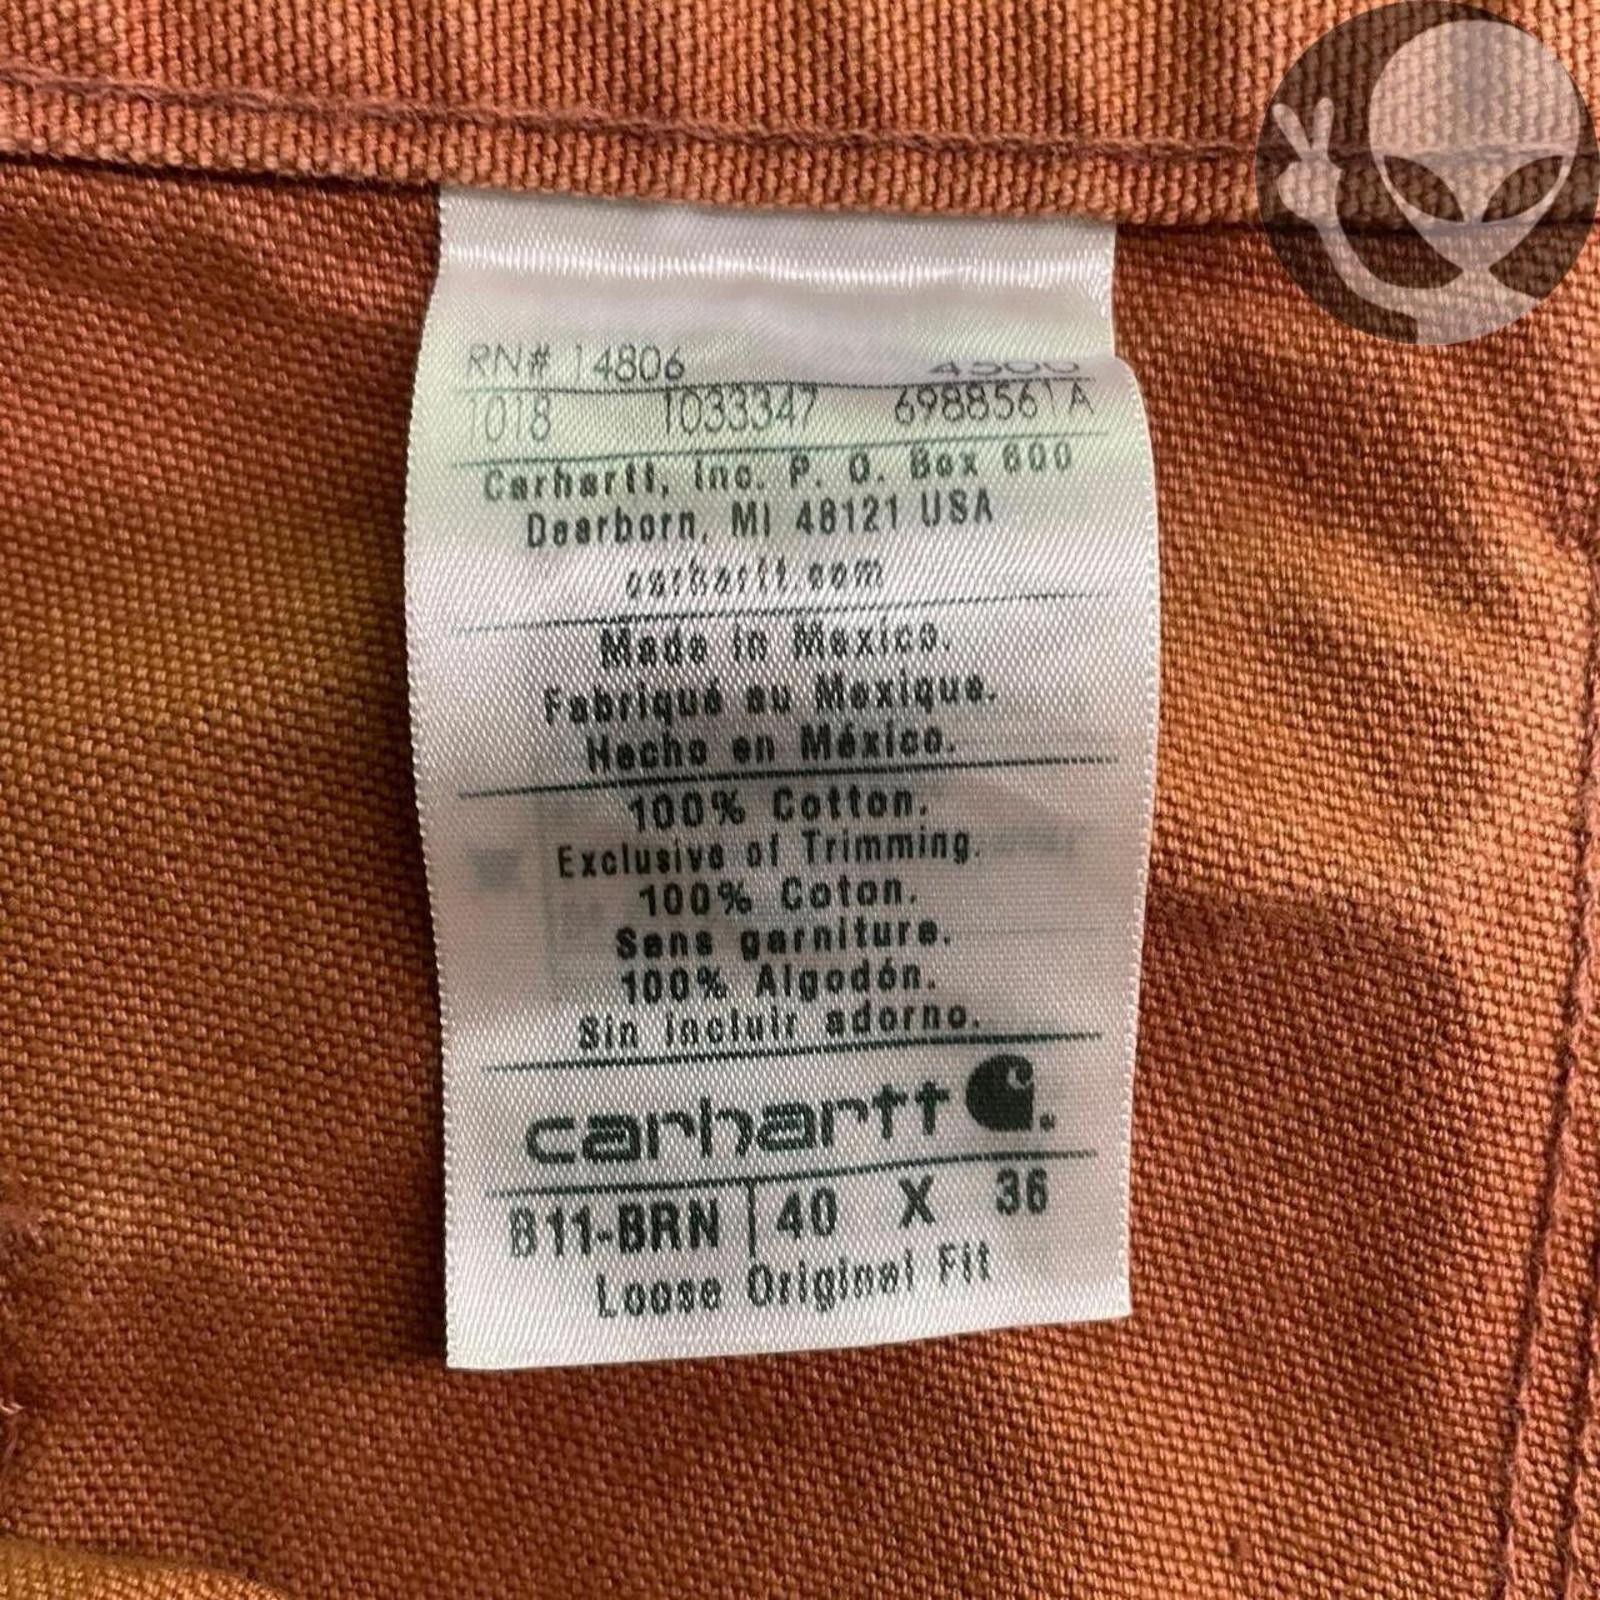 RN# 14806 4500
1018 1033347 6988561A
Carhartt, Inc. P. O. Box 600
Dearborn, MI 48121 USA
carhartt.com
Made in Mexico.
Fabriqué au Mexique.
Hecho en México.
100% Cotton.
Exclusive of Trimming.
100% Coton.
Sans garniture.
100% Algodón.
Sin incluir adorno.
carhartt
B11-BRN 40 X 36
Loose Original Fit